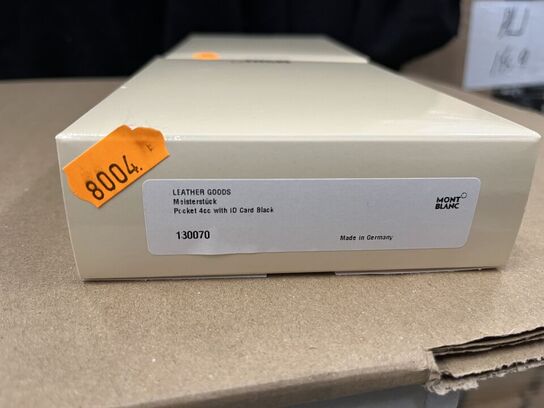 8004.
LEATHER GOODS
Meisterstück
Pocket 4cc with ID Card Black
130070
Made in Germany
MONT
BLANC